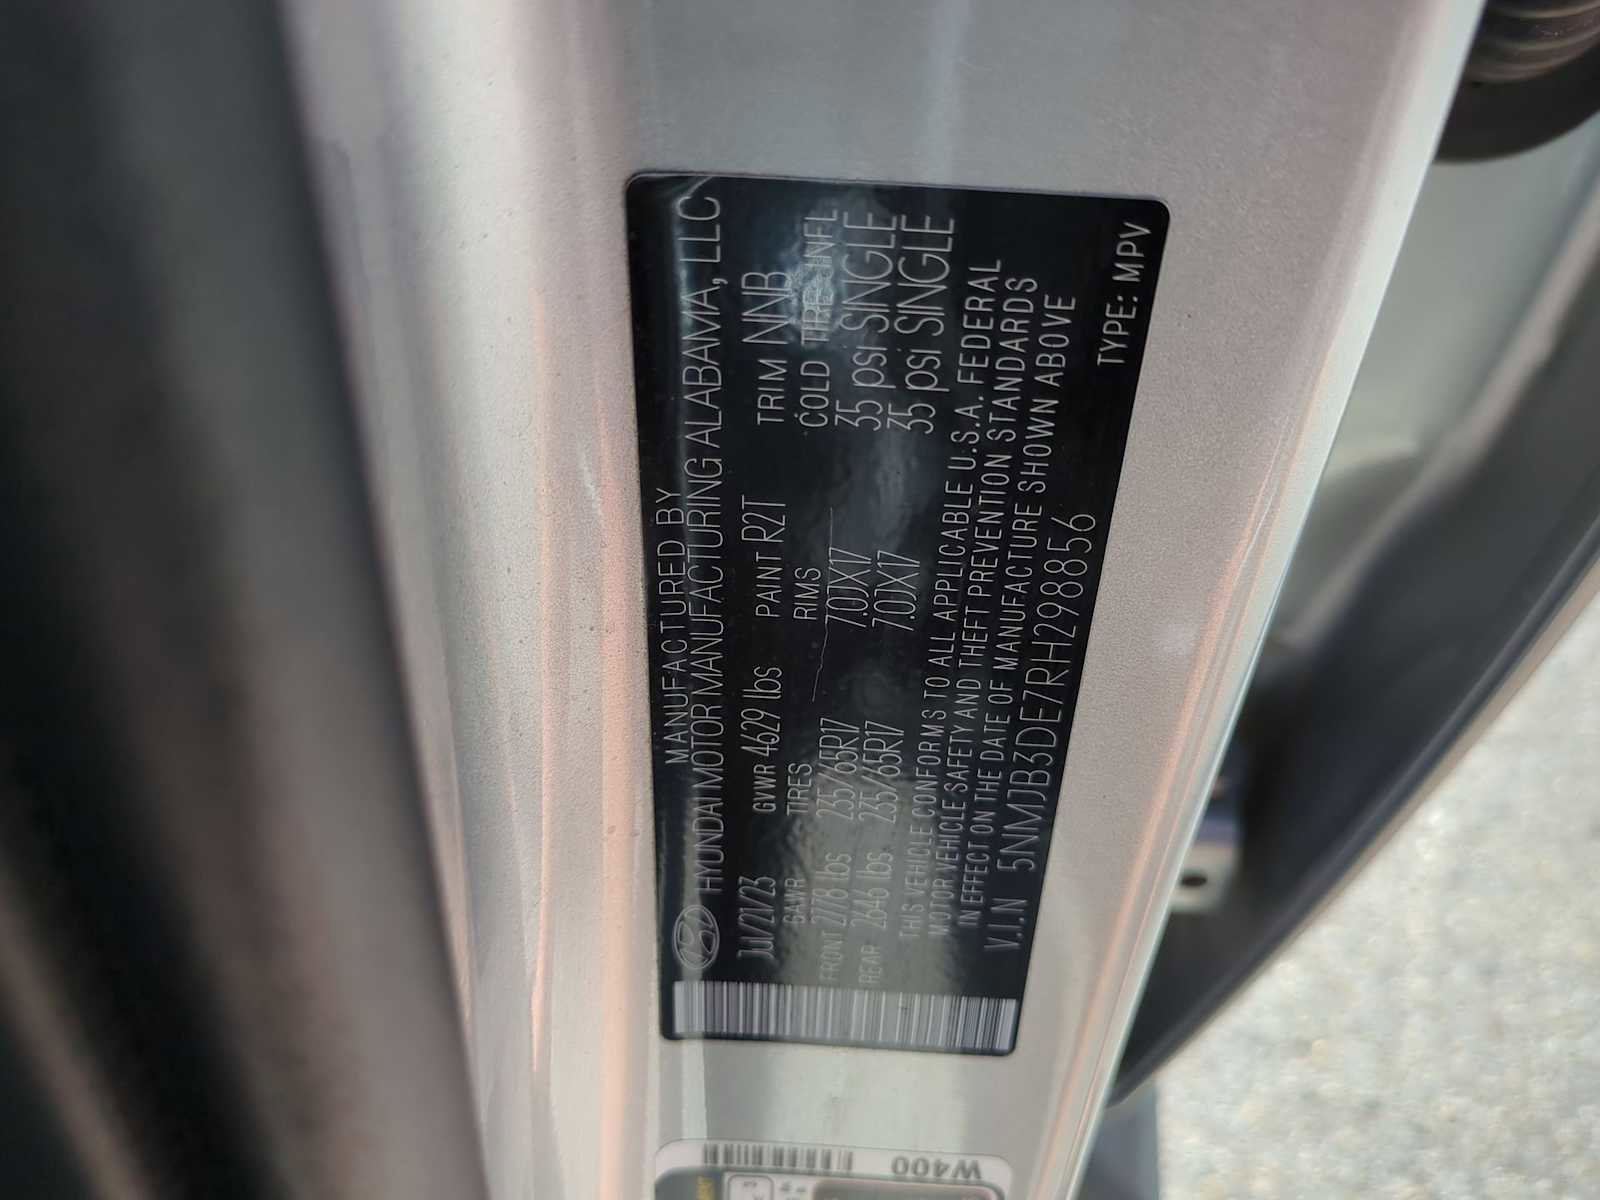 MANUFACTURED BY
HYUNDAI MOTOR MANUFACTURING ALABAMA, LLC
JUl/21/23 GVWR 4629 lbs PAINT R2T TRIM NNB
GAWR TIRES RIMS COLD TIRE INFL
FRONT 2778 lbs 235/65R17 7.0JX17 35 psi SINGLE
REAR 2646 lbs 235/65R17 7.0JX17 35 psi SINGLE
THIS VEHICLE CONFORMS TO ALL APPLICABLE U.S.A. FEDERAL
MOTOR VEHICLE SAFETY AND THEFT PREVENTION STANDARDS
IN EFFECT ON THE DATE OF MANUFACTURE SHOWN ABOVE
V.I.N 5NMJB3DE7RH298856 TYPE: MPV
W400